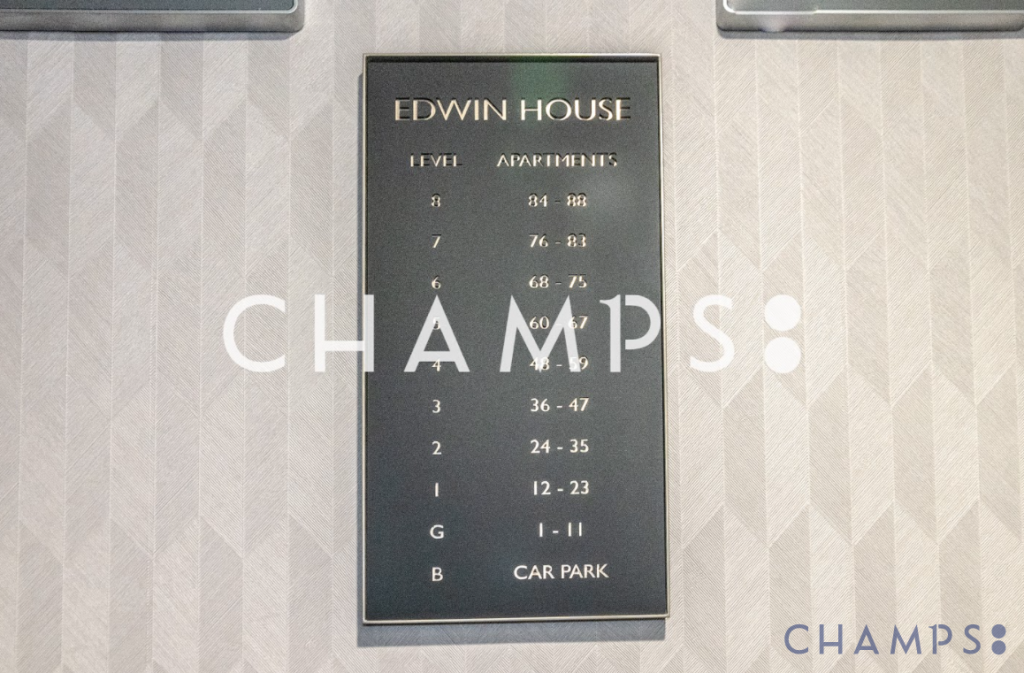 EDWIN HOUSE
LEVEL APARTMENTS
8 84 - 88
7 76 - 83
6 68 - 75
5 60 - 67
CHAMPS:
4 48 - 59
3 36 - 47
2 24 - 35
1 12 - 23
G 1 - 11
B CAR PARK
CHAMPS: